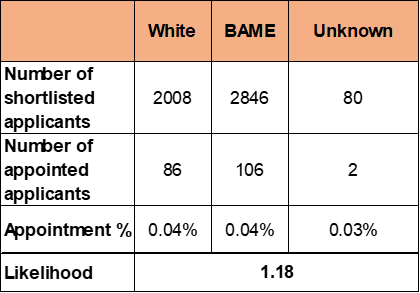 White BAME Unknown
Number of
shortlisted
applicants
2008 2846 80
Number of
appointed
applicants
86 106 2
Appointment % 0.04% 0.04% 0.03%
Likelihood 1.18